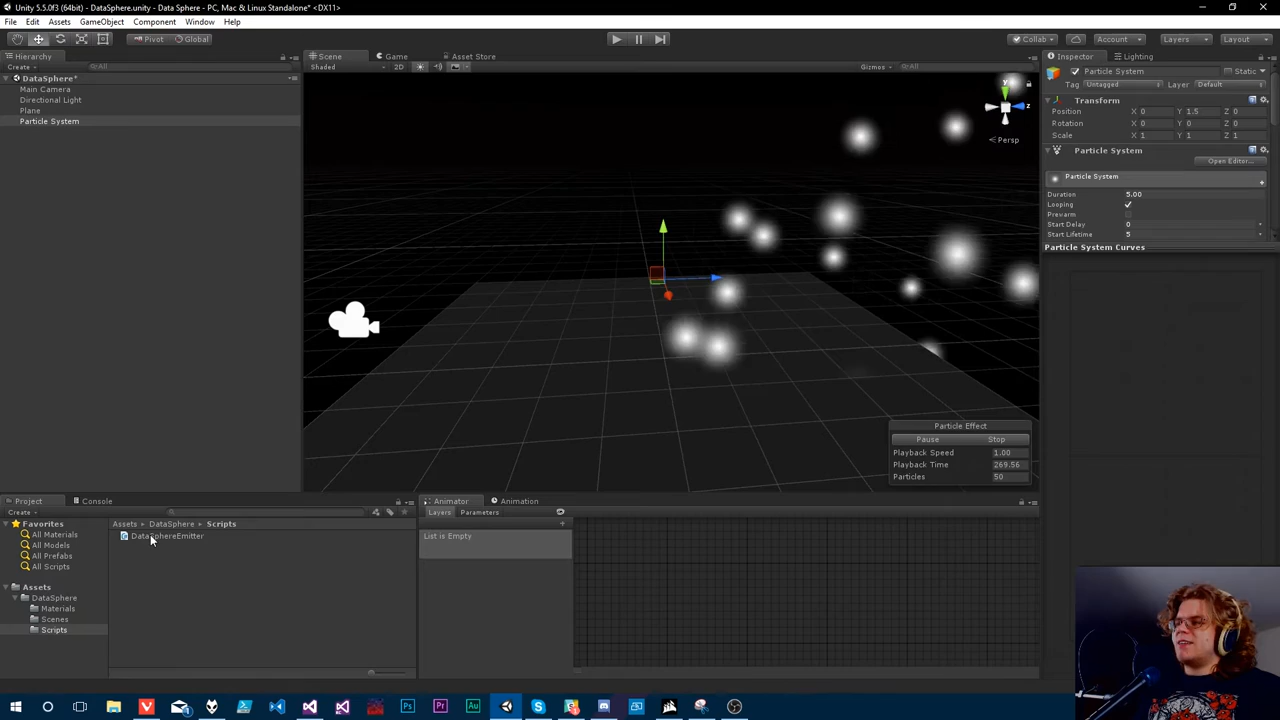 Unity 5.5.0f3 (64bit) - DataSphere.unity - Data Sphere - PC, Mac & Linux Standalone* <DX11>
File Edit Assets GameObject Component Window Help
Pivot Global Collab Account Layers Layout
Hierarchy Scene Game Asset Store Inspector Lighting
Create All Shaded 2D Gizmos All Particle System Static
DataSphere* Tag Untagged Layer Default
Main Camera
Directional Light
Plane
Particle System
y
z
Persp
Transform
Position X 0 Y 1.5 Z 0
Rotation X 0 Y 0 Z 0
Scale X 1 Y 1 Z 1
Particle System
Open Editor...
Particle System
Duration 5.00
Looping
Prewarm
Start Delay 0
Start Lifetime 5
Particle System Curves
Particle Effect
Pause Stop
Playback Speed 1.00
Playback Time 269.56
Particles 50
Project Console Animator Animation
Create Layers Parameters
Favorites Assets DataSphere Scripts
All Materials DataSphereEmitter List is Empty
All Models
All Prefabs
All Scripts
Assets
DataSphere
Materials
Scenes
Scripts